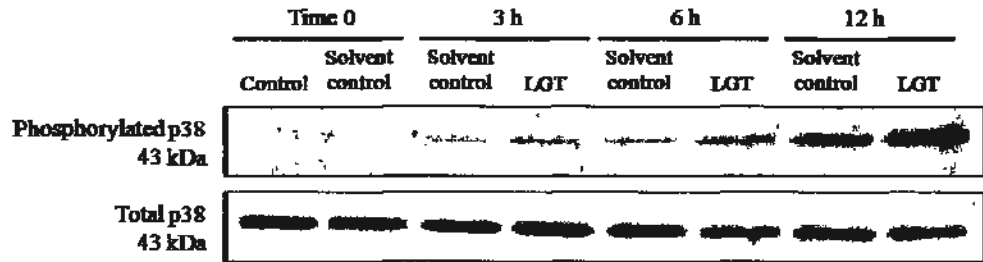 Time 0 3 h 6 h 12 h
Control Solvent control Solvent control LGT Solvent control LGT Solvent control LGT
Phosphorylated p38
43 kDa
Total p38
43 kDa